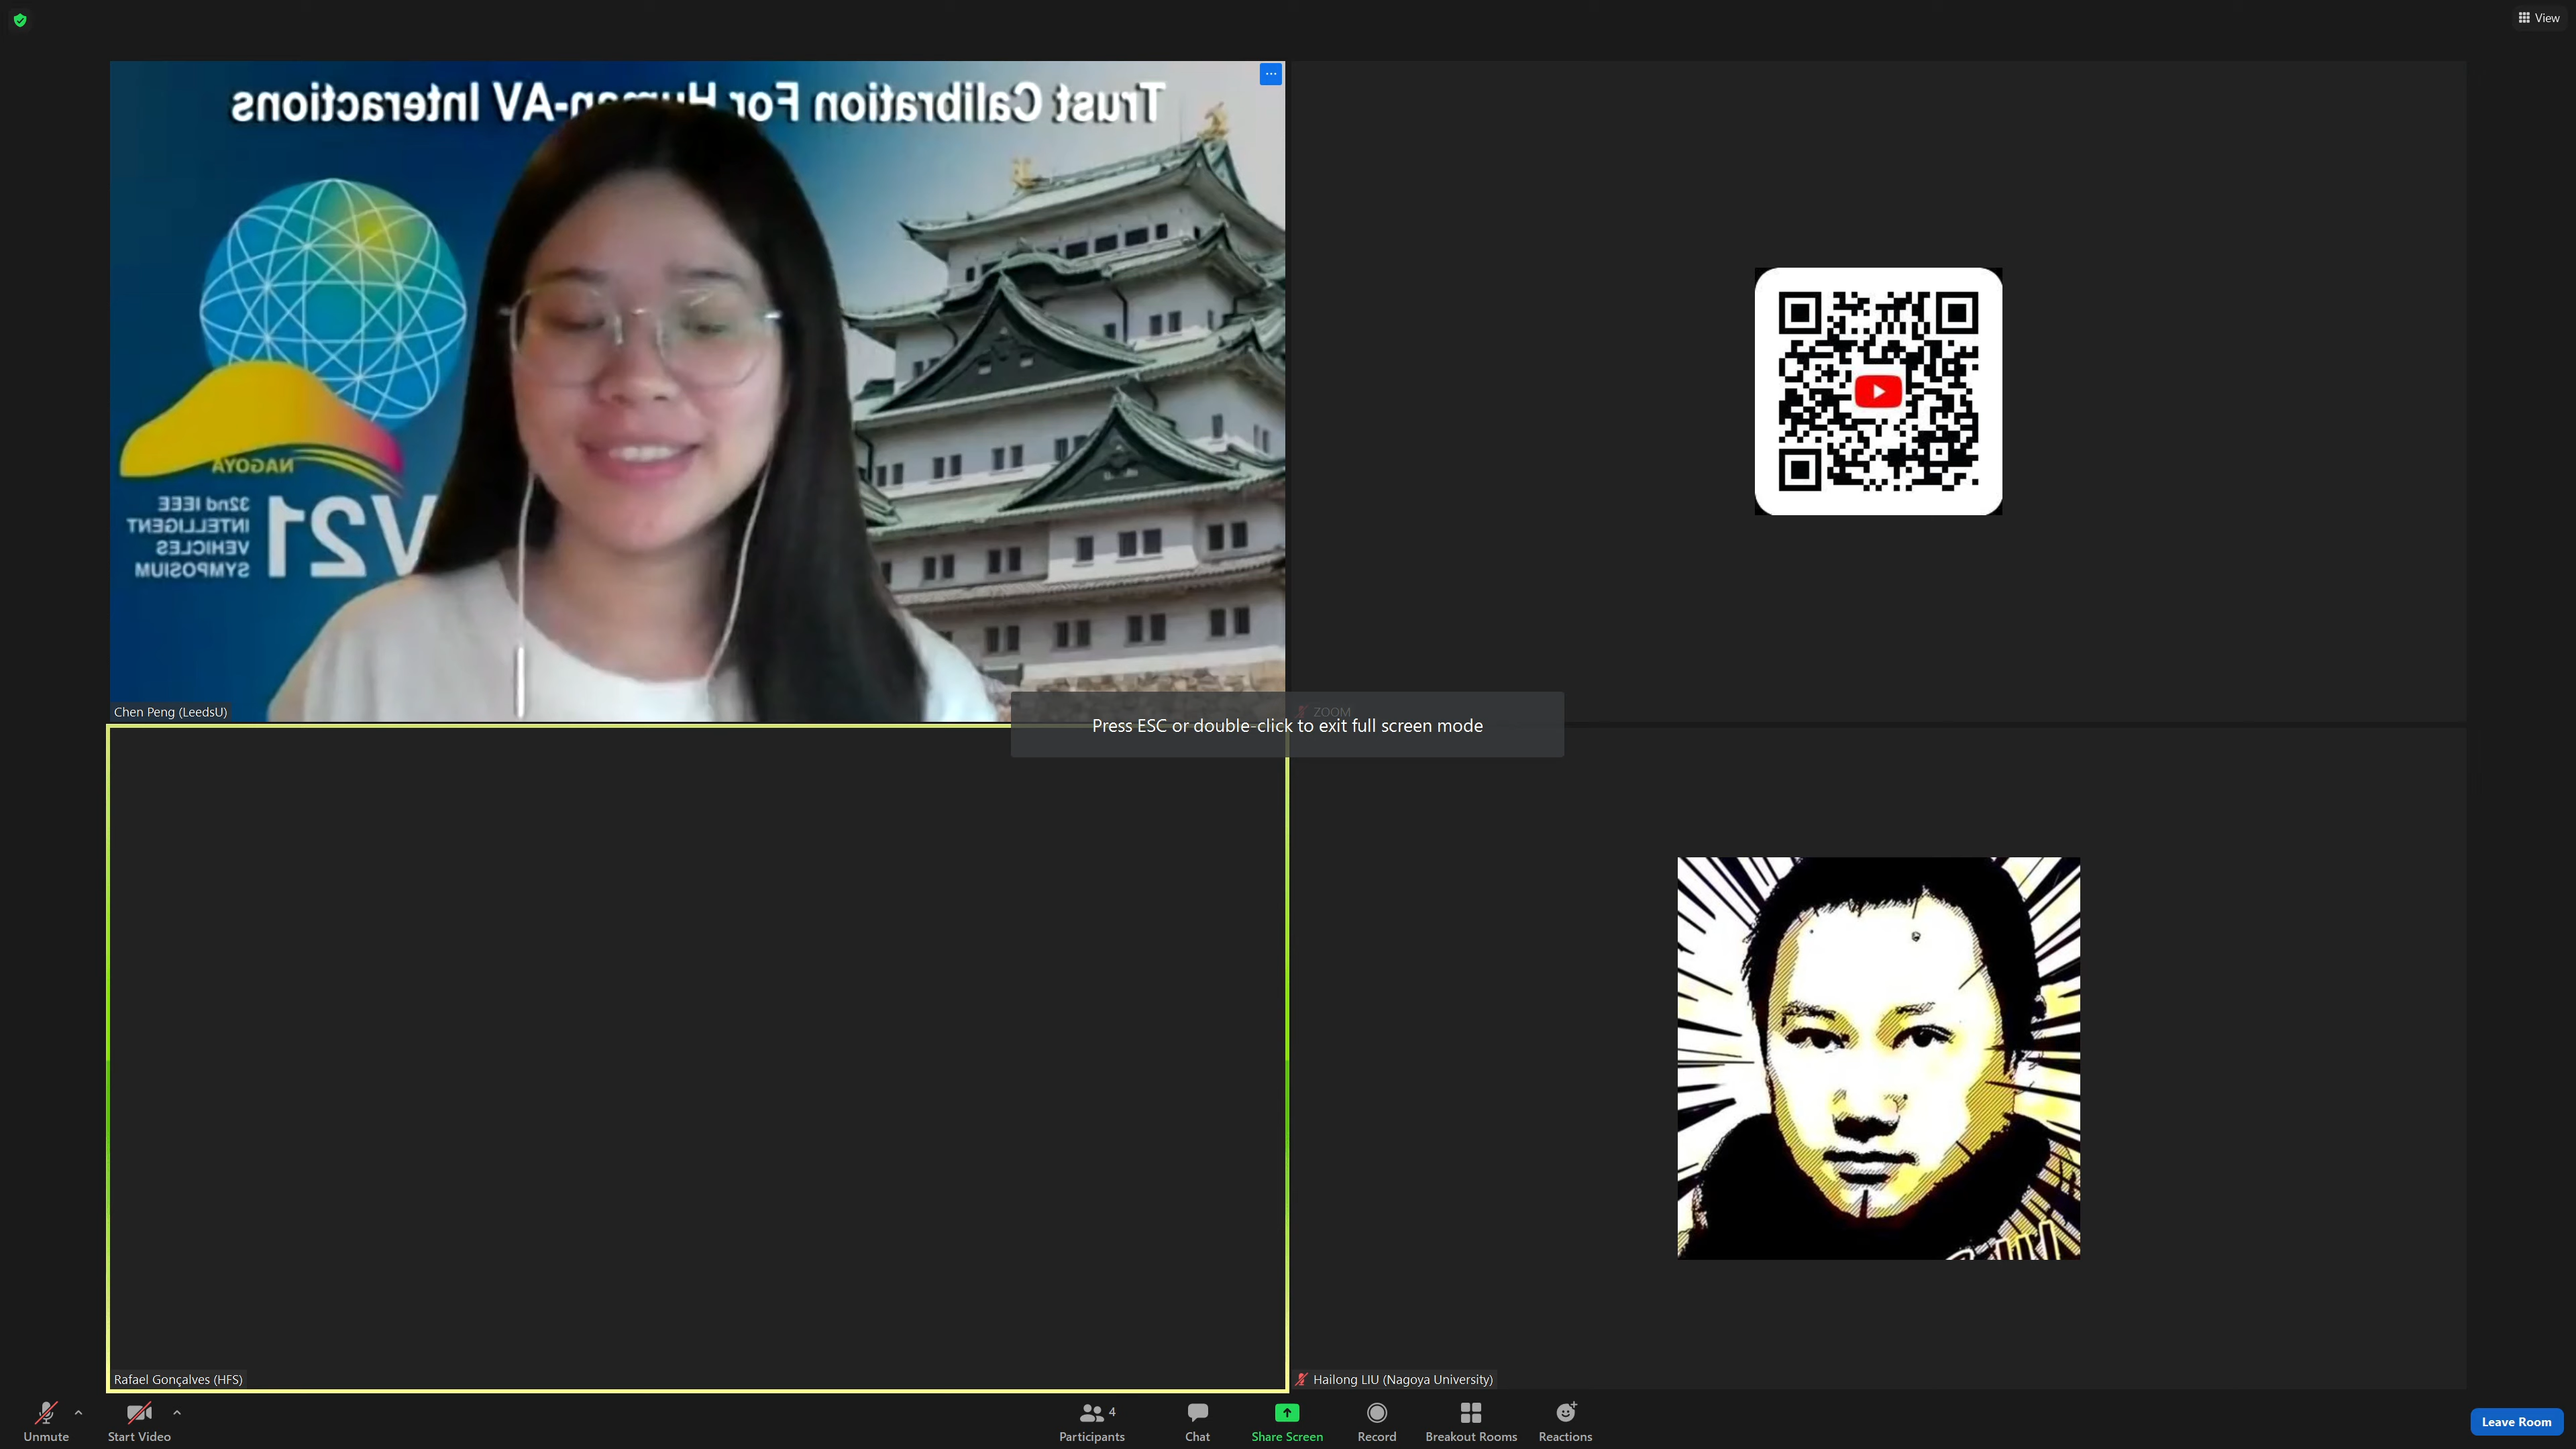 View
Trust Calibration For Human-AV Interactions
NAGOYA
32nd IEEE
INTELLIGENT
VEHICLES
SYMPOSIUM
V21
Chen Peng (LeedsU)
ZOOM
Press ESC or double-click to exit full screen mode
Rafael Gonçalves (HFS)
Hailong LIU (Nagoya University)
Unmute
Start Video
4
Participants
Chat
Share Screen
Record
Breakout Rooms
Reactions
Leave Room